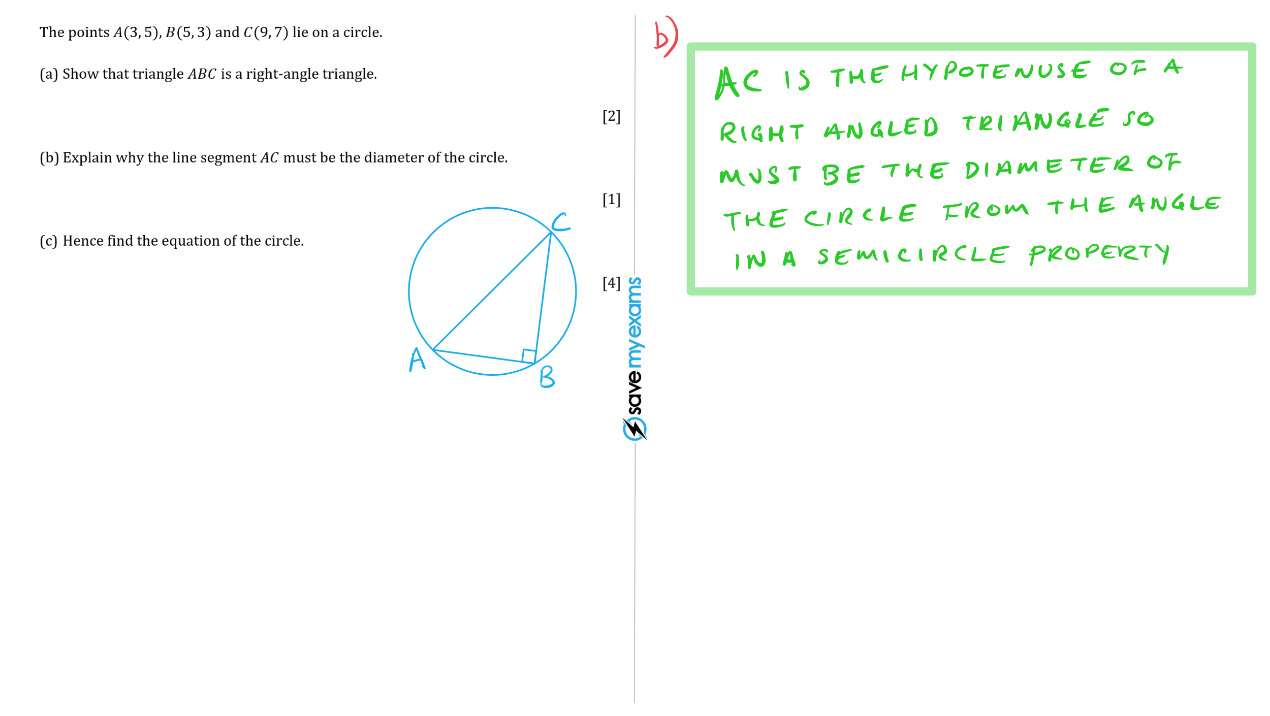 The points A(3, 5), B(5, 3) and C(9, 7) lie on a circle.
(a) Show that triangle ABC is a right-angle triangle.
[2]
(b) Explain why the line segment AC must be the diameter of the circle.
[1]
(c) Hence find the equation of the circle.
[4]
C
A
B
savemyexams
b)
AC IS THE HYPOTENUSE OF A
RIGHT ANGLED TRIANGLE SO
MUST BE THE DIAMETER OF
THE CIRCLE FROM THE ANGLE
IN A SEMICIRCLE PROPERTY